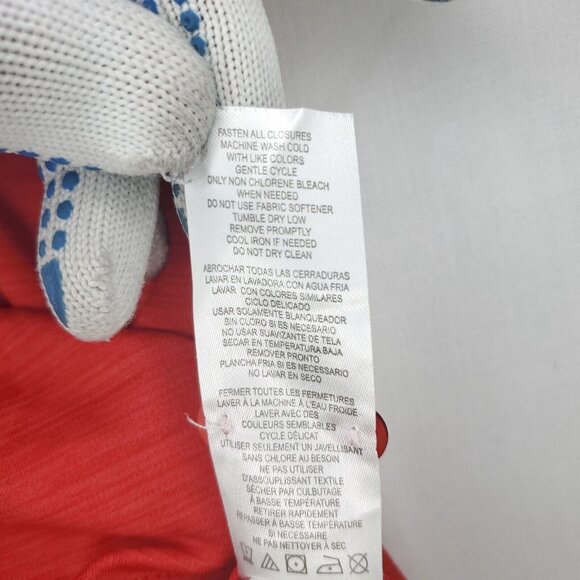 FASTEN ALL CLOSURES
MACHINE WASH COLD
WITH LIKE COLORS
GENTLE CYCLE
ONLY NON CHLORENE BLEACH
WHEN NEEDED
DO NOT USE FABRIC SOFTENER
TUMBLE DRY LOW
REMOVE PROMPTLY
COOL IRON IF NEEDED
DO NOT DRY CLEAN
ABROCHAR TODAS LAS CERRADURAS
LAVAR EN LAVADORA CON AGUA FRIA
LAVAR CON COLORES SIMILARES
CICLO DELICADO
USAR SOLAMENTE BLANQUEADOR
SIN CLORO SI ES NECESARIO
NO USAR SUAVIZANTE DE TELA
SECAR EN TEMPERATURA BAJA
REMOVER PRONTO
PLANCHA FRIA SI ES NECESSARIO
NO LAVAR EN SECO
FERMER TOUTES LES FERMETURES
LAVER À LA MACHINE À L'EAU FROIDE
LAVER AVEC DES
COULEURS SEMBLABLES
CYCLE DÉLICAT
UTILISER SEULEMENT UN JAVELLISANT
SANS CHLORE AU BESOIN
NE PAS UTILISER
D'ASSOUPLISSANT TEXTILE
SÉCHER PAR CULBUTAGE
À BASSE TEMPÉRATURE
RETIRER RAPIDEMENT
REPASSER À BASSE TEMPÉRATURE
SI NECESSAIRE
NE PAS NETTOYER À SEC